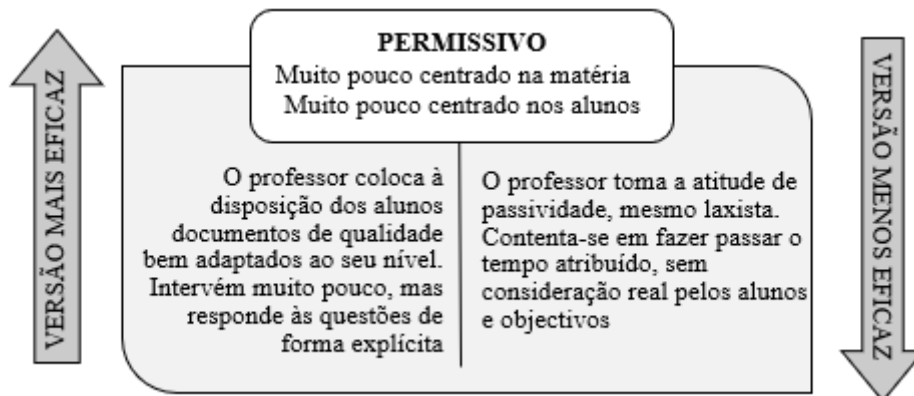 PERMISSIVO
Muito pouco centrado na matéria
Muito pouco centrado nos alunos
VERSÃO MAIS EFICAZ
O professor coloca à
disposição dos alunos
documentos de qualidade
bem adaptados ao seu nível.
Intervém muito pouco, mas
responde às questões de
forma explícita
O professor toma a atitude de
passividade, mesmo laxista.
Contenta-se em fazer passar o
tempo atribuído, sem
consideração real pelos alunos
e objectivos
VERSÃO MENOS EFICAZ